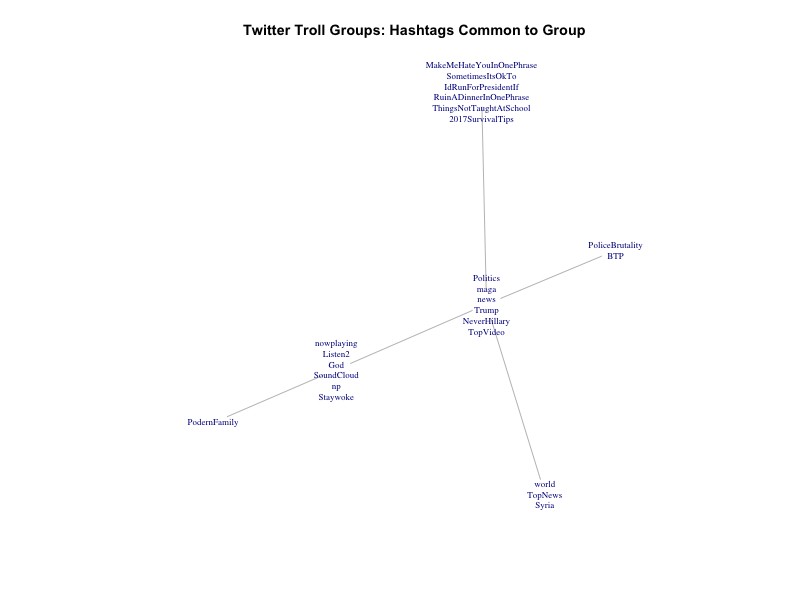 Twitter Troll Groups: Hashtags Common to Group
MakeMeHateYouInOnePhrase
SometimesItsOkTo
IdRunForPresidentIf
RuinADinnerInOnePhrase
ThingsNotTaughtAtSchool
2017SurvivalTips
PoliceBrutality
BTP
Politics
maga
news
Trump
NeverHillary
TopVideo
nowplaying
Listen2
God
SoundCloud
np
Staywoke
PodernFamily
world
TopNews
Syria